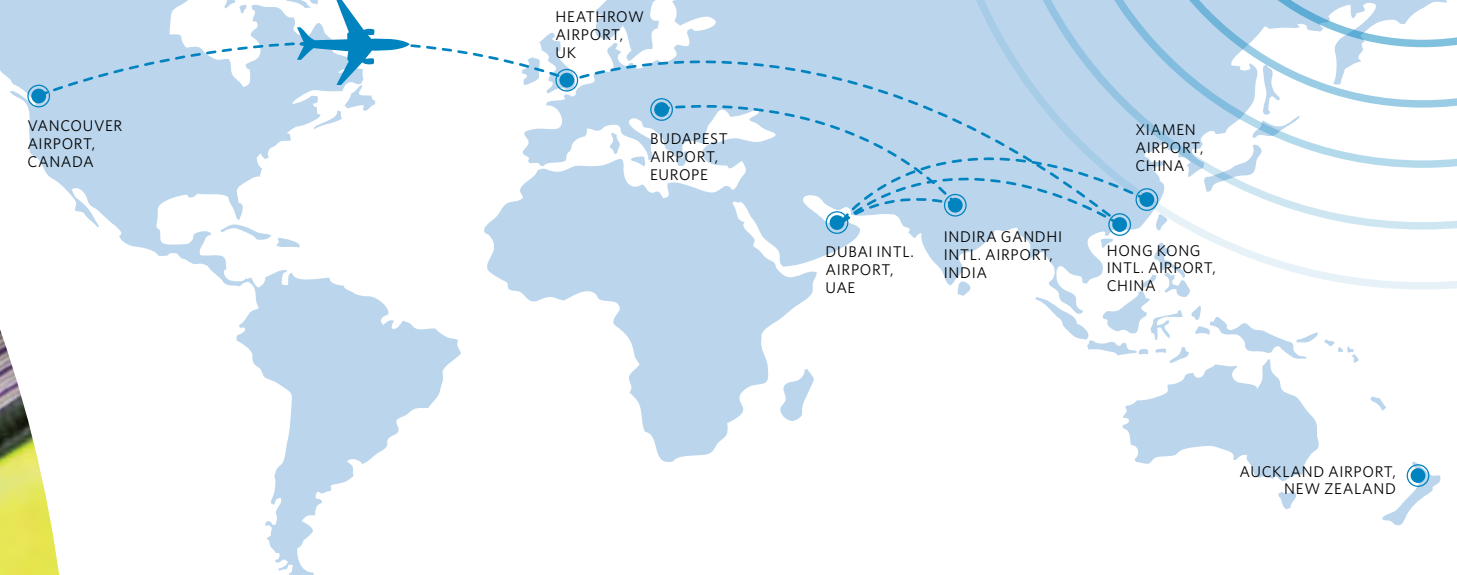 HEATHROW
AIRPORT,
UK
VANCOUVER
AIRPORT,
CANADA
BUDAPEST
AIRPORT,
EUROPE
XIAMEN
AIRPORT,
CHINA
DUBAI INTL.
AIRPORT,
UAE
INDIRA GANDHI
INTL. AIRPORT,
INDIA
HONG KONG
INTL. AIRPORT,
CHINA
AUCKLAND AIRPORT,
NEW ZEALAND